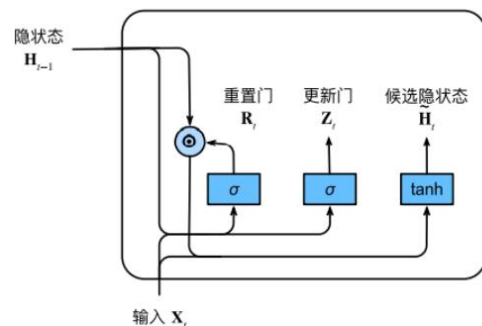 隐状态
H_{t-1}
重置门
R_t
更新门
Z_t
候选隐状态
H̃_t
σ
σ
tanh
输入 X_t